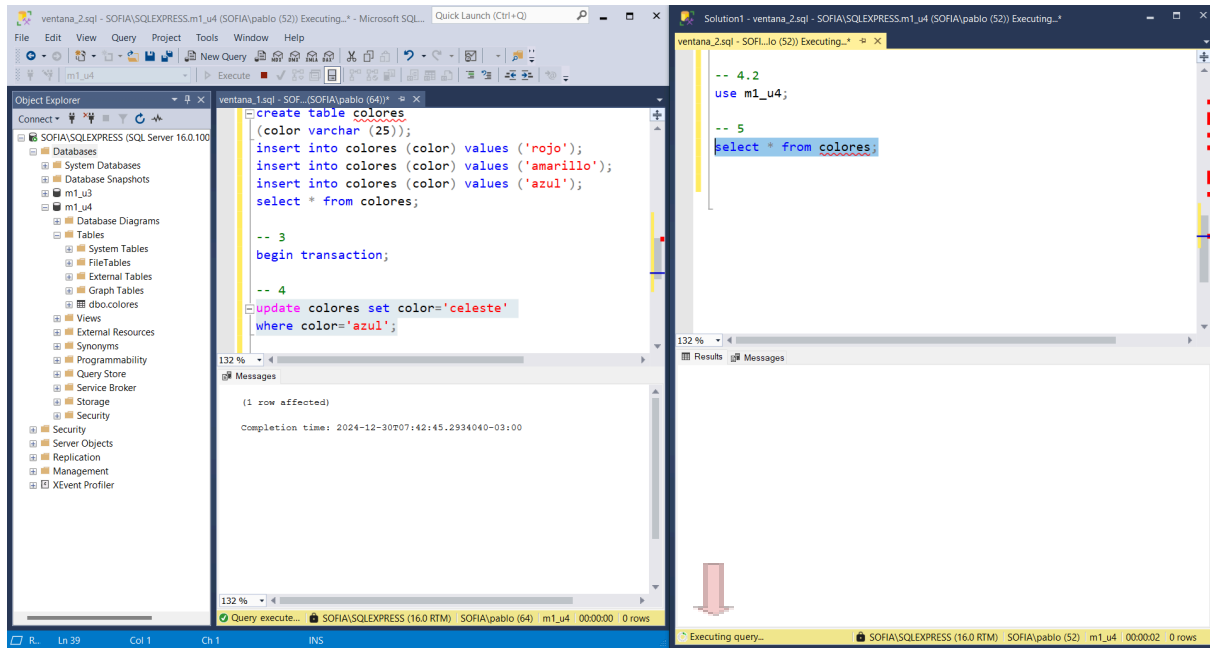 ventana_2.sql - SOFIA\SQLEXPRESS.m1_u4 (SOFIA\pablo (52)) Executing...* - Microsoft SQL...
Quick Launch (Ctrl+Q)
File Edit View Query Project Tools Window Help
New Query
m1_u4
Execute
Object Explorer
Connect
SOFIA\SQLEXPRESS (SQL Server 16.0.100
Databases
System Databases
Database Snapshots
m1_u3
m1_u4
Database Diagrams
Tables
System Tables
FileTables
External Tables
Graph Tables
dbo.colores
Views
External Resources
Synonyms
Programmability
Query Store
Service Broker
Storage
Security
Security
Server Objects
Replication
Management
XEvent Profiler
ventana_1.sql - SOF...(SOFIA\pablo (64))*
create table colores
(color varchar (25));
insert into colores (color) values ('rojo');
insert into colores (color) values ('amarillo');
insert into colores (color) values ('azul');
select * from colores;
-- 3
begin transaction;
-- 4
update colores set color='celeste'
where color='azul';
132 %
Messages
(1 row affected)
Completion time: 2024-12-30T07:42:45.2934040-03:00
132 %
Query execute... SOFIA\SQLEXPRESS (16.0 RTM) SOFIA\pablo (64) m1_u4 00:00:00 0 rows
R.. Ln 39 Col 1 Ch 1 INS
Solution1 - ventana_2.sql - SOFIA\SQLEXPRESS.m1_u4 (SOFIA\pablo (52)) Executing...*
ventana_2.sql - SOFI...lo (52)) Executing...*
-- 4.2
use m1_u4;
-- 5
select * from colores;
132 %
Results Messages
Executing query... SOFIA\SQLEXPRESS (16.0 RTM) SOFIA\pablo (52) m1_u4 00:00:02 0 rows